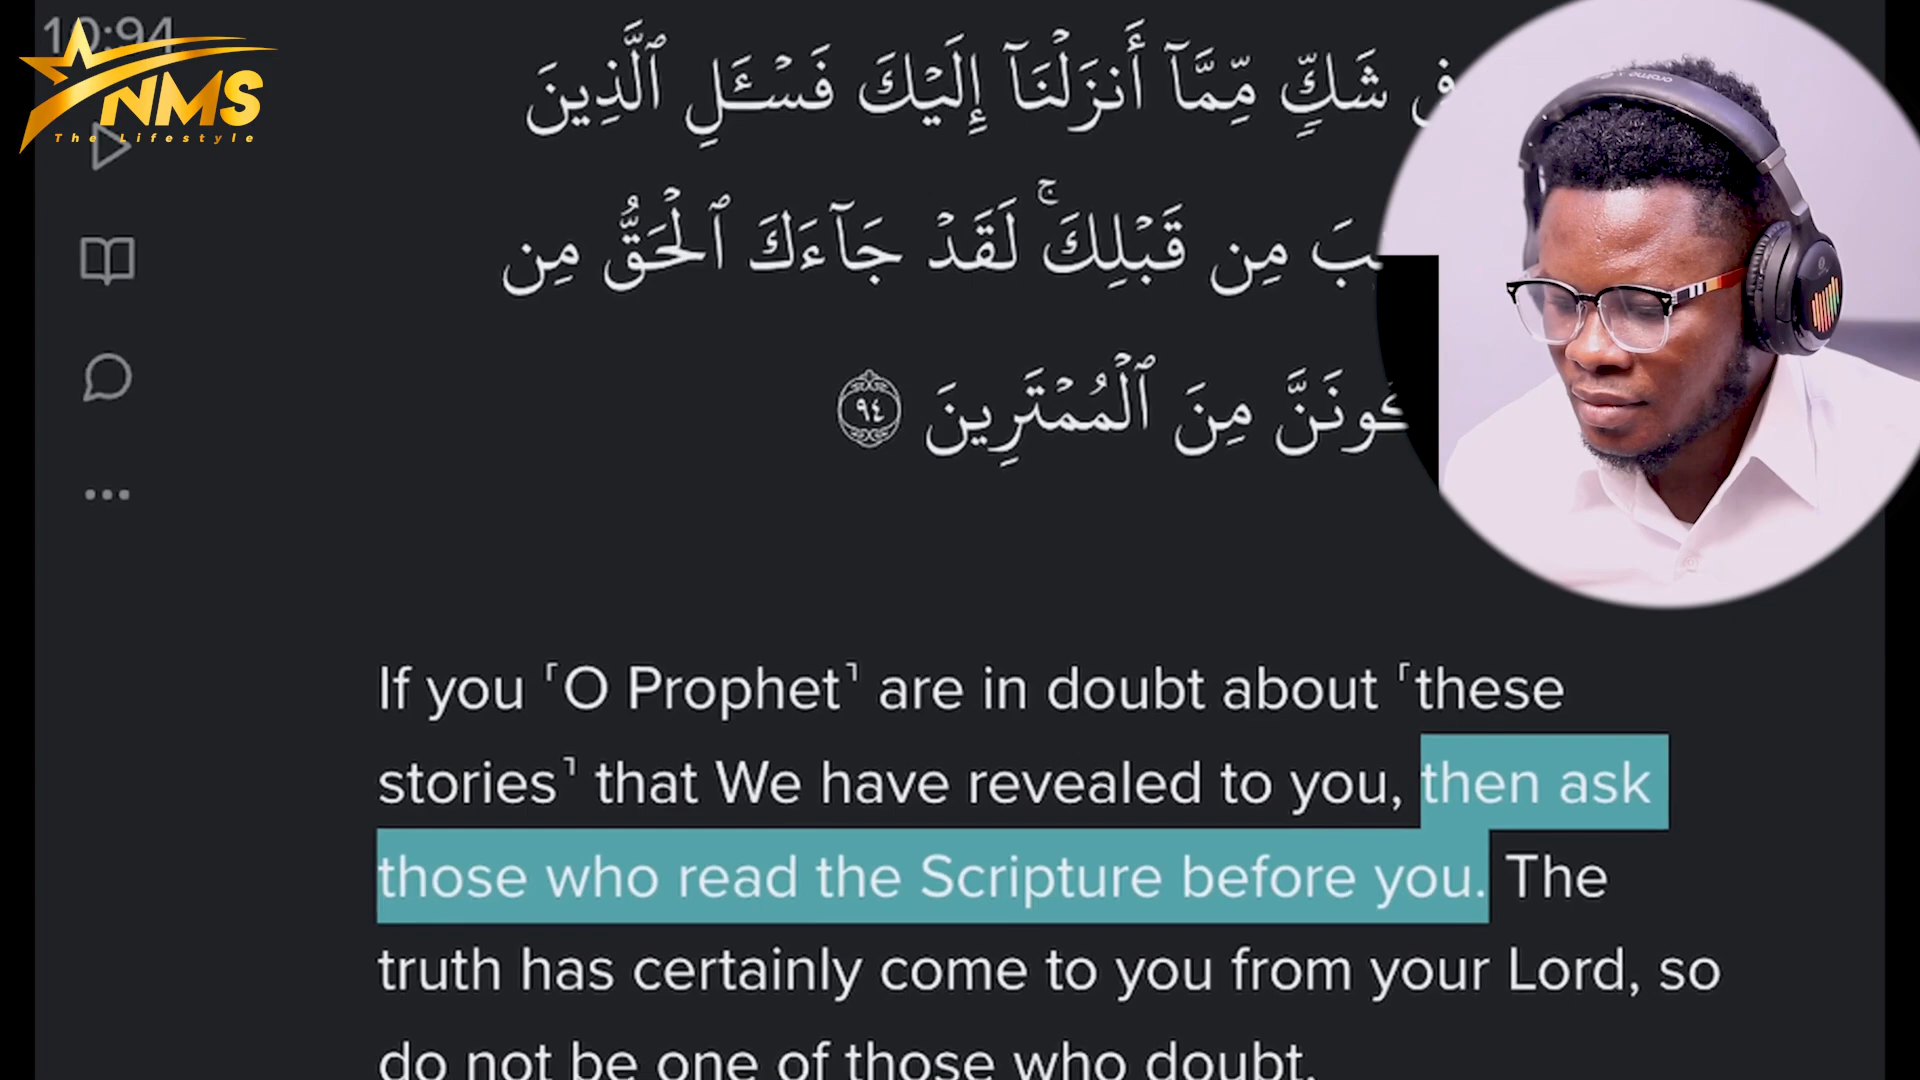 10:94
NMS
The Lifestyle
شَكٍّ مِّمَّآ أَنزَلْنَآ إِلَيْكَ فَسْـَٔلِ ٱلَّذِينَ
مِن قَبْلِكَ ۚ لَقَدْ جَآءَكَ ٱلْحَقُّ مِن
مِنَ ٱلْمُمْتَرِينَ ٩٤
If you ⸢O Prophet⸣ are in doubt about ⸢these
stories⸣ that We have revealed to you, then ask
those who read the Scripture before you. The
truth has certainly come to you from your Lord, so
do not be one of those who doubt.